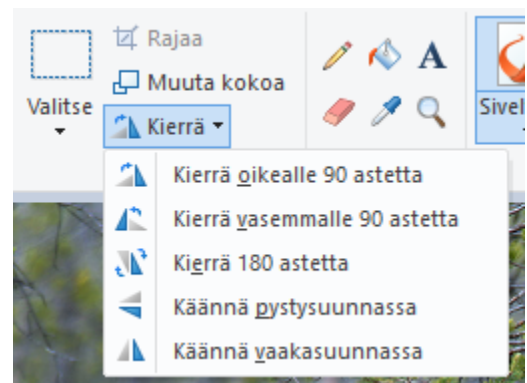 Rajaa
Muuta kokoa
Valitse
Kierrä
A
Kierrä oikealle 90 astetta
Kierrä vasemmalle 90 astetta
Kierrä 180 astetta
Käännä pystysuunnassa
Käännä vaakasuunnassa